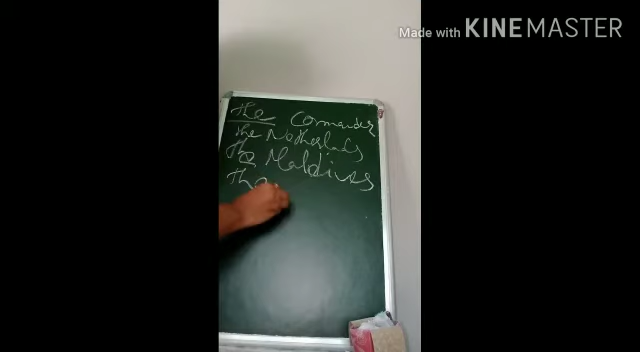 Made with KINEMASTER
the Commander
the Netherlands
the Maldives
the